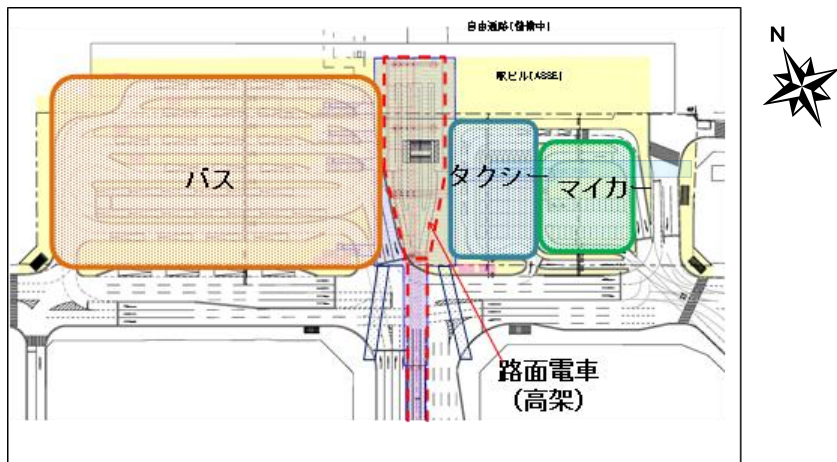 自由通路(整備中)
N
駅ビル(ASSE)
バス
タクシー
マイカー
路面電車
(高架)